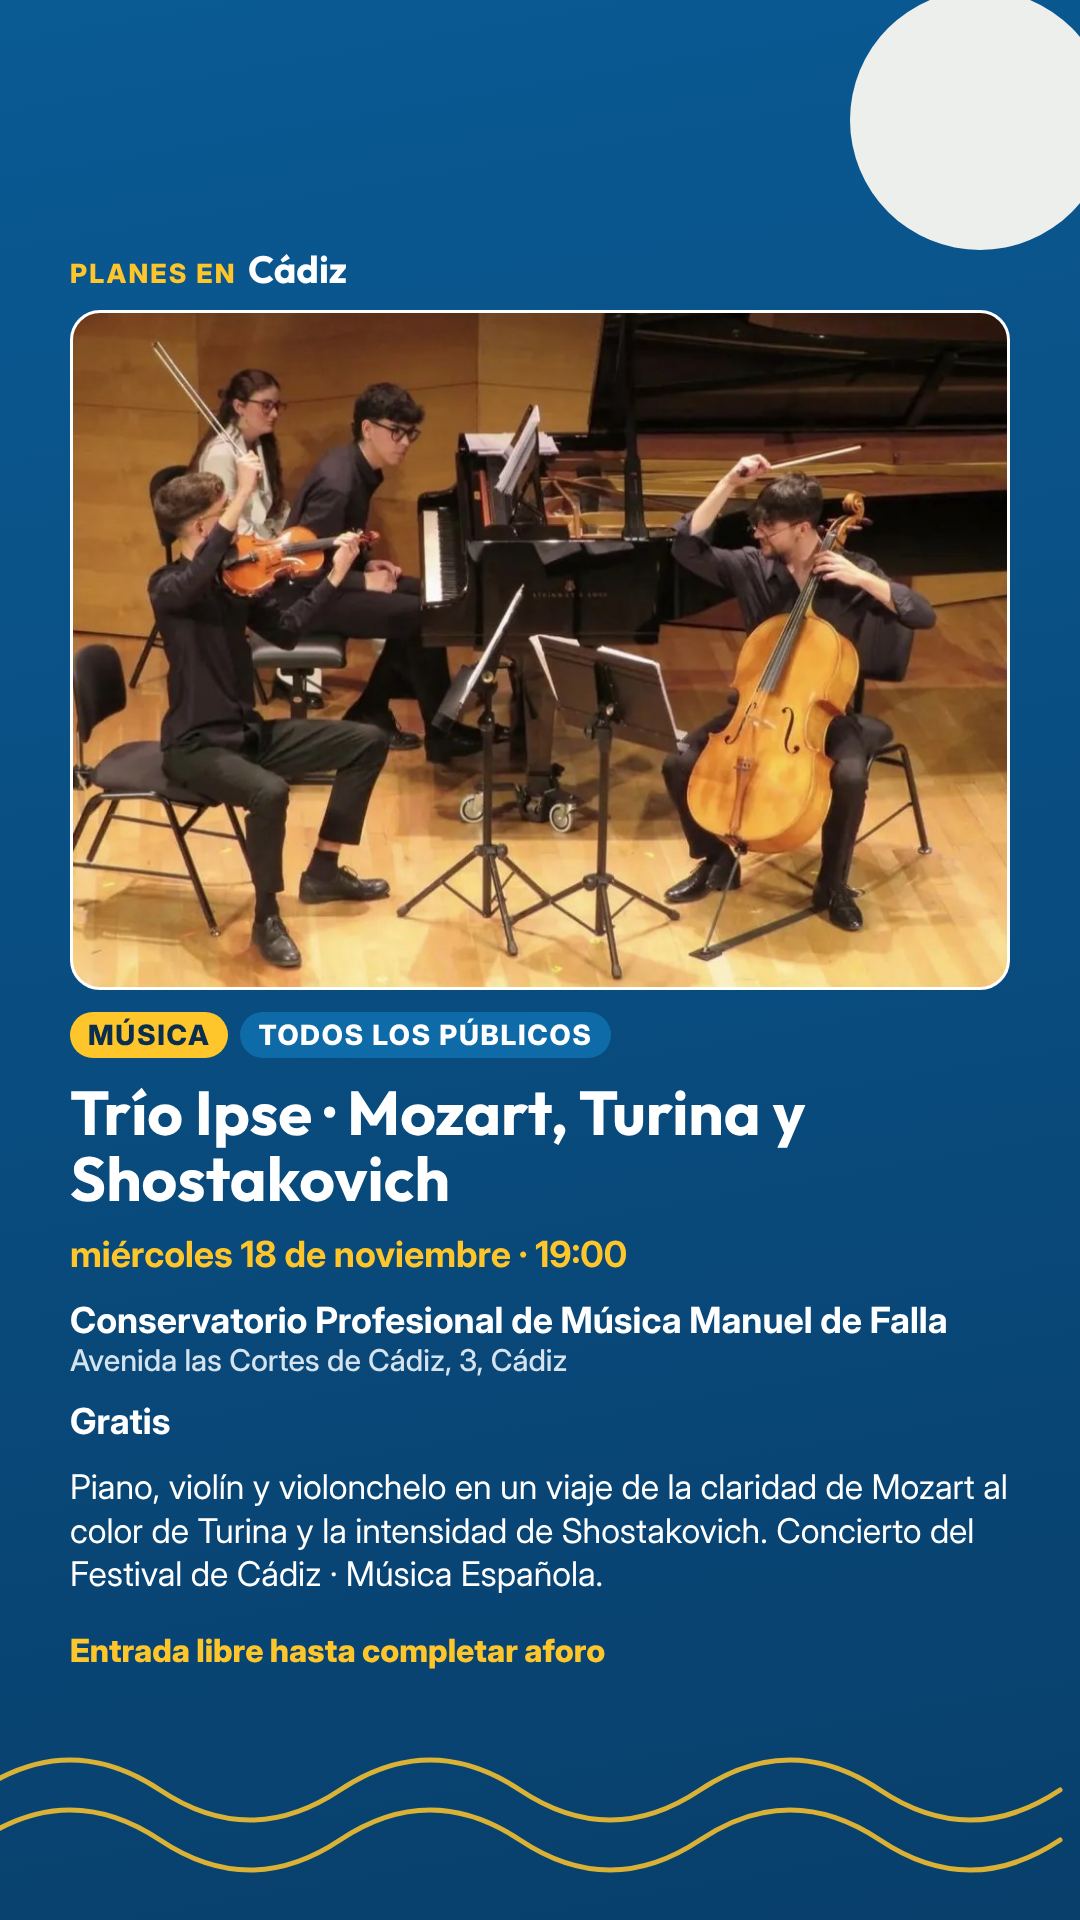 PLANES EN Cádiz
STEINWAY & SONS
MÚSICA TODOS LOS PÚBLICOS
Trío Ipse · Mozart, Turina y
Shostakovich
miércoles 18 de noviembre · 19:00
Conservatorio Profesional de Música Manuel de Falla
Avenida las Cortes de Cádiz, 3, Cádiz
Gratis
Piano, violín y violonchelo en un viaje de la claridad de Mozart al
color de Turina y la intensidad de Shostakovich. Concierto del
Festival de Cádiz · Música Española.
Entrada libre hasta completar aforo